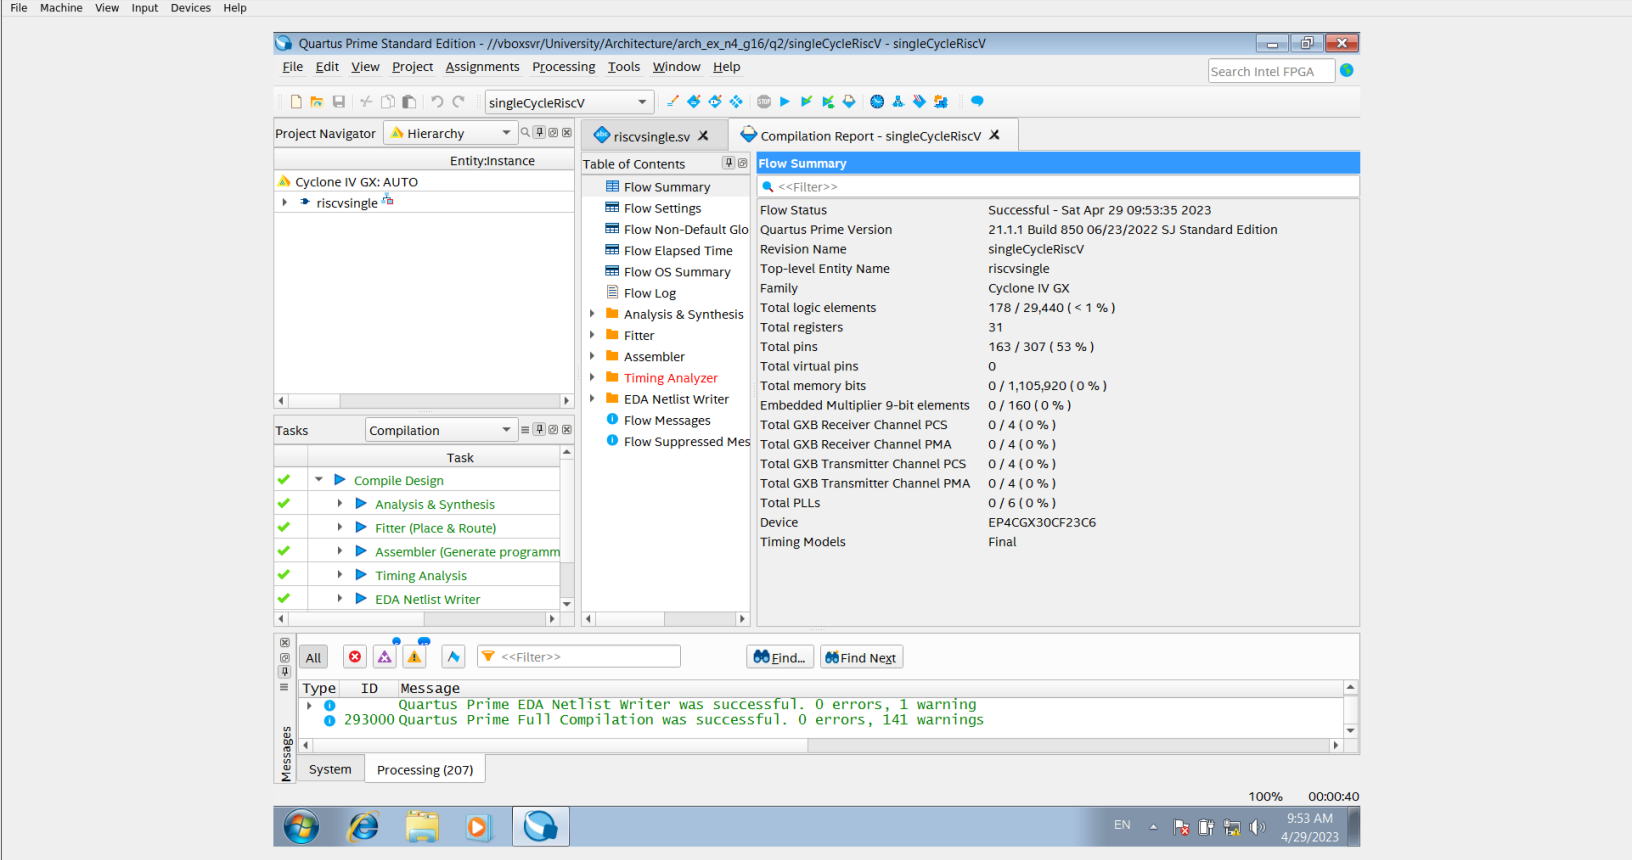 File Machine View Input Devices Help
Quartus Prime Standard Edition - //vboxsvr/University/Architecture/arch_ex_n4_g16/q2/singleCycleRiscV - singleCycleRiscV
File Edit View Project Assignments Processing Tools Window Help
Search Intel FPGA
singleCycleRiscV
STOP
Project Navigator
Hierarchy
Entity:Instance
Cyclone IV GX: AUTO
riscvsingle
Tasks
Compilation
Task
Compile Design
Analysis & Synthesis
Fitter (Place & Route)
Assembler (Generate programm
Timing Analysis
EDA Netlist Writer
abc
riscvsingle.sv
Compilation Report - singleCycleRiscV
Table of Contents
Flow Summary
Flow Settings
Flow Non-Default Glo
Flow Elapsed Time
Flow OS Summary
Flow Log
Analysis & Synthesis
Fitter
Assembler
Timing Analyzer
EDA Netlist Writer
Flow Messages
Flow Suppressed Mes
Flow Summary
<<Filter>>
Flow Status Successful - Sat Apr 29 09:53:35 2023
Quartus Prime Version 21.1.1 Build 850 06/23/2022 SJ Standard Edition
Revision Name singleCycleRiscV
Top-level Entity Name riscvsingle
Family Cyclone IV GX
Total logic elements 178 / 29,440 ( < 1 % )
Total registers 31
Total pins 163 / 307 ( 53 % )
Total virtual pins 0
Total memory bits 0 / 1,105,920 ( 0 % )
Embedded Multiplier 9-bit elements 0 / 160 ( 0 % )
Total GXB Receiver Channel PCS 0 / 4 ( 0 % )
Total GXB Receiver Channel PMA 0 / 4 ( 0 % )
Total GXB Transmitter Channel PCS 0 / 4 ( 0 % )
Total GXB Transmitter Channel PMA 0 / 4 ( 0 % )
Total PLLs 0 / 6 ( 0 % )
Device EP4CGX30CF23C6
Timing Models Final
All
<<Filter>>
Find...
Find Next
Type ID Message
Quartus Prime EDA Netlist Writer was successful. 0 errors, 1 warning
293000 Quartus Prime Full Compilation was successful. 0 errors, 141 warnings
Messages
System
Processing (207)
100% 00:00:40
EN
9:53 AM
4/29/2023